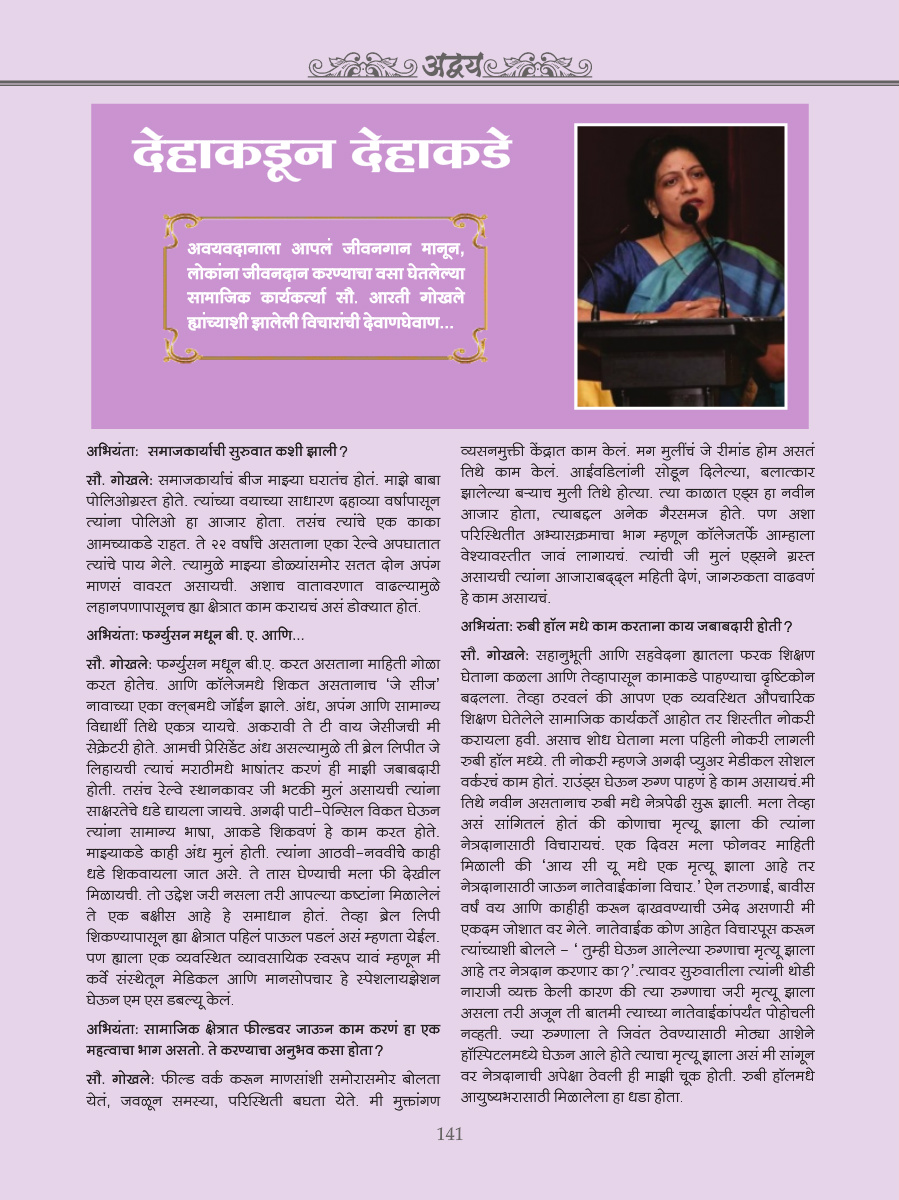 अद्वय
देहाकडून देहाकडे
अवयवदानाला आपलं जीवनगान मानून,
लोकांना जीवनदान करण्याचा वसा घेतलेल्या
सामाजिक कार्यकर्त्या सौ. आरती गोखले
ह्यांच्याशी झालेली विचारांची देवाणघेवाण...
अभियंता: समाजकार्याची सुरुवात कशी झाली ?
सौ. गोखले: समाजकार्याचं बीज माझ्या घरातंच होतं. माझे बाबा
पोलिओग्रस्त होते. त्यांच्या वयाच्या साधारण दहाव्या वर्षापासून
त्यांना पोलिओ हा आजार होता. तसंच त्यांचे एक काका
आमच्याकडे राहत. ते २२ वर्षांचे असताना एका रेल्वे अपघातात
त्यांचे पाय गेले. त्यामुळे माझ्या डोळ्यांसमोर सतत दोन अपंग
माणसं वावरत असायची. अशाच वातावरणात वाढल्यामुळे
लहानपणापासूनच ह्या क्षेत्रात काम करायचं असं डोक्यात होतं.
अभियंता: फर्ग्युसन मधून बी. ए. आणि...
सौ. गोखले: फर्ग्युसन मधून बी.ए. करत असताना माहिती गोळा
करत होतेच. आणि कॉलेजमधे शिकत असतानाच ‘जे सीज’
नावाच्या एका क्लबमधे जॉईन झाले. अंध, अपंग आणि सामान्य
विद्यार्थी तिथे एकत्र यायचे. अकरावी ते टी वाय जेसीजची मी
सेक्रेटरी होते. आमची प्रेसिडेंट अंध असल्यामुळे ती ब्रेल लिपीत जे
लिहायची त्याचं मराठीमधे भाषांतर करणं ही माझी जबाबदारी
होती. तसंच रेल्वे स्थानकावर जी भटकी मुलं असायची त्यांना
साक्षरतेचे धडे द्यायला जायचे. अगदी पाटी-पेन्सिल विकत घेऊन
त्यांना सामान्य भाषा, आकडे शिकवणं हे काम करत होते.
माझ्याकडे काही अंध मुलं होती. त्यांना आठवी-नववीचे काही
धडे शिकवायला जात असे. ते तास घेण्याची मला फी देखील
मिळायची. तो उद्देश जरी नसला तरी आपल्या कष्टांना मिळालेलं
ते एक बक्षीस आहे हे समाधान होतं. तेव्हा ब्रेल लिपी
शिकण्यापासून ह्या क्षेत्रात पहिलं पाऊल पडलं असं म्हणता येईल.
पण ह्याला एक व्यवस्थित व्यावसायिक स्वरूप यावं म्हणून मी
कर्वे संस्थेतून मेडिकल आणि मानसोपचार हे स्पेशलायझेशन
घेऊन एम एस डबल्यू केलं.
अभियंता: सामाजिक क्षेत्रात फील्डवर जाऊन काम करणं हा एक
महत्वाचा भाग असतो. ते करण्याचा अनुभव कसा होता ?
सौ. गोखले: फील्ड वर्क करून माणसांशी समोरासमोर बोलता
येतं, जवळून समस्या, परिस्थिती बघता येते. मी मुक्तांगण
व्यसनमुक्ती केंद्रात काम केलं. मग मुलींचं जे रीमांड होम असतं
तिथे काम केलं. आईवडिलांनी सोडून दिलेल्या, बलात्कार
झालेल्या बऱ्याच मुली तिथे होत्या. त्या काळात एड्स हा नवीन
आजार होता, त्याबद्दल अनेक गैरसमज होते. पण अशा
परिस्थितीत अभ्यासक्रमाचा भाग म्हणून कॉलेजतर्फे आम्हाला
वेश्यावस्तीत जावं लागायचं. त्यांची जी मुलं एड्सने ग्रस्त
असायची त्यांना आजाराबद्द्ल महिती देणं, जागरुकता वाढवणं
हे काम असायचं.
अभियंता: रुबी हॉल मधे काम करताना काय जबाबदारी होती ?
सौ. गोखले: सहानुभूती आणि सहवेदना ह्यातला फरक शिक्षण
घेताना कळला आणि तेव्हापासून कामाकडे पाहण्याचा दृष्टिकोन
बदलला. तेव्हा ठरवलं की आपण एक व्यवस्थित औपचारिक
शिक्षण घेतेलेले सामाजिक कार्यकर्ते आहोत तर शिस्तीत नोकरी
करायला हवी. असाच शोध घेताना मला पहिली नोकरी लागली
रुबी हॉल मध्ये. ती नोकरी म्हणजे अगदी प्युअर मेडीकल सोशल
वर्करचं काम होतं. राउंड्स घेऊन रुग्ण पाहणं हे काम असायचं.मी
तिथे नवीन असतानाच रुबी मधे नेत्रपेढी सुरू झाली. मला तेव्हा
असं सांगितलं होतं की कोणाचा मृत्यू झाला की त्यांना
नेत्रदानासाठी विचारायचं. एक दिवस मला फोनवर माहिती
मिळाली की ‘आय सी यू मधे एक मृत्यू झाला आहे तर
नेत्रदानासाठी जाऊन नातेवाईकांना विचार.’ ऐन तरुणाई, बावीस
वर्षं वय आणि काहीही करून दाखवण्याची उमेद असणारी मी
एकदम जोशात वर गेले. नातेवाईक कोण आहेत विचारपूस करून
त्यांच्याशी बोलले - ‘ तुम्ही घेऊन आलेल्या रुग्णाचा मृत्यू झाला
आहे तर नेत्रदान करणार का ?’.त्यावर सुरुवातीला त्यांनी थोडी
नाराजी व्यक्त केली कारण की त्या रुग्णाचा जरी मृत्यू झाला
असला तरी अजून ती बातमी त्याच्या नातेवाईकांपर्यंत पोहोचली
नव्हती. ज्या रुग्णाला ते जिवंत ठेवण्यासाठी मोठ्या आशेने
हॉस्पिटलमध्ये घेऊन आले होते त्याचा मृत्यू झाला असं मी सांगून
वर नेत्रदानाची अपेक्षा ठेवली ही माझी चूक होती. रुबी हॉलमधे
आयुष्यभरासाठी मिळालेला हा धडा होता.
141